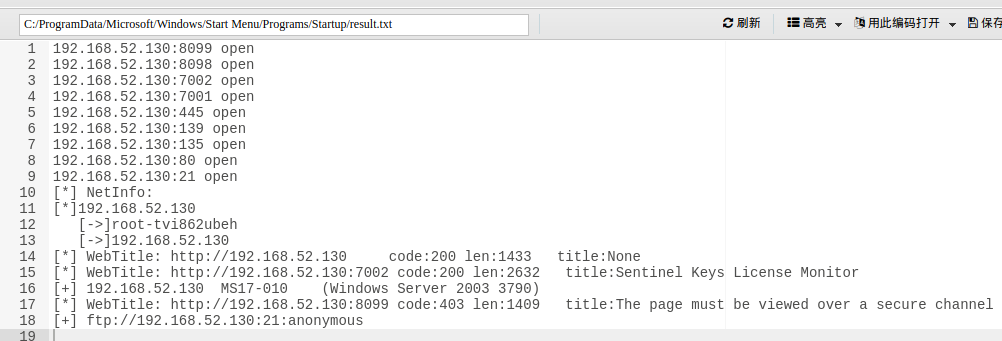 C:/ProgramData/Microsoft/Windows/Start Menu/Programs/Startup/result.txt 刷新 高亮 用此编码打开 保存
1 192.168.52.130:8099 open
2 192.168.52.130:8098 open
3 192.168.52.130:7002 open
4 192.168.52.130:7001 open
5 192.168.52.130:445 open
6 192.168.52.130:139 open
7 192.168.52.130:135 open
8 192.168.52.130:80 open
9 192.168.52.130:21 open
10 [*] NetInfo:
11 [*]192.168.52.130
12 [->]root-tvi862ubeh
13 [->]192.168.52.130
14 [*] WebTitle: http://192.168.52.130 code:200 len:1433 title:None
15 [*] WebTitle: http://192.168.52.130:7002 code:200 len:2632 title:Sentinel Keys License Monitor
16 [+] 192.168.52.130 MS17-010 (Windows Server 2003 3790)
17 [*] WebTitle: http://192.168.52.130:8099 code:403 len:1409 title:The page must be viewed over a secure channel
18 [+] ftp://192.168.52.130:21:anonymous
19